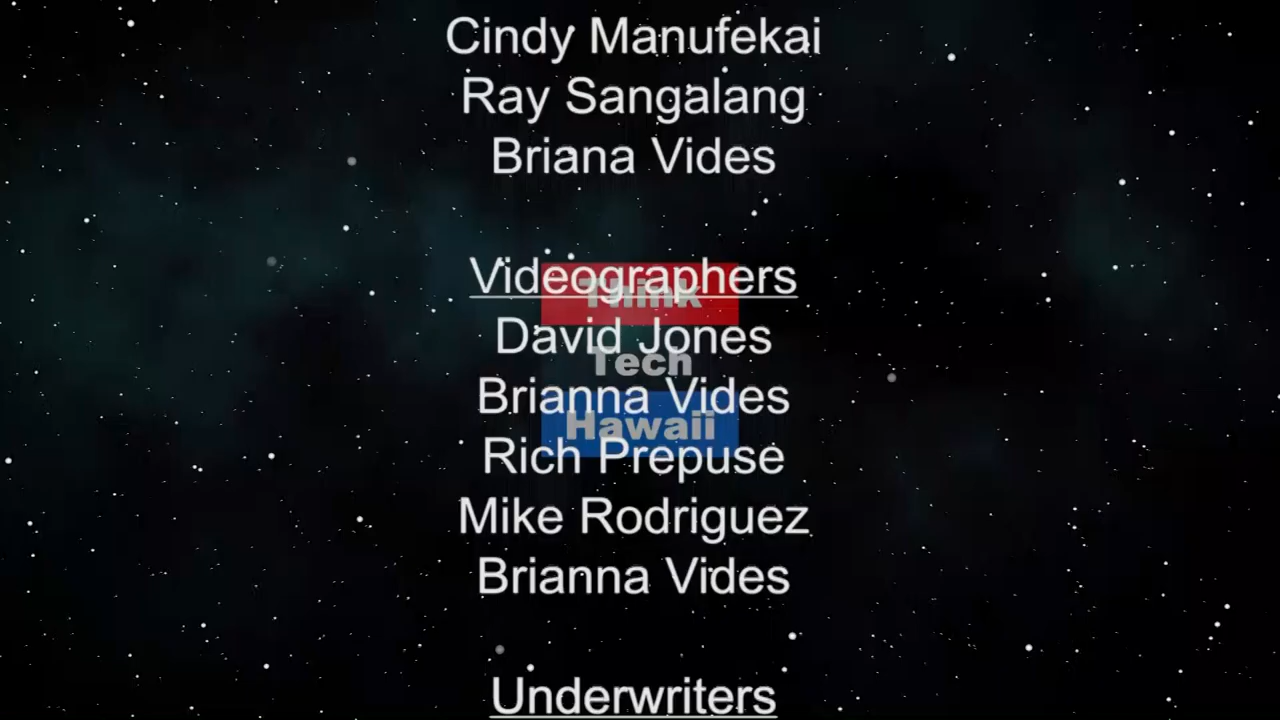 Cindy Manufekai
Ray Sangalang
Briana Vides
Videographers
Think
David Jones
Tech
Brianna Vides
Hawaii
Rich Prepuse
Mike Rodriguez
Brianna Vides
Underwriters